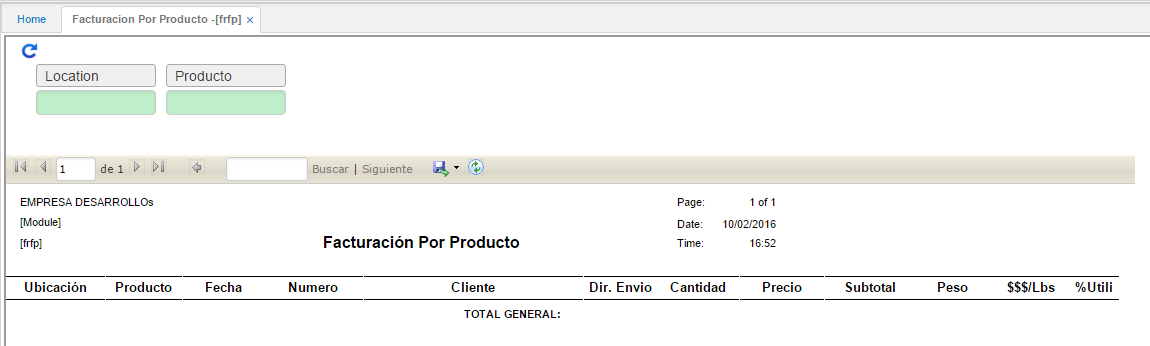 Home Facturacion Por Producto -[frfp] ×
Location Producto
1 de 1 Buscar | Siguiente
EMPRESA DESARROLLOs Page: 1 of 1
[Module] Date: 10/02/2016
[frfp] Facturación Por Producto Time: 16:52
Ubicación Producto Fecha Numero Cliente Dir. Envio Cantidad Precio Subtotal Peso $$$/Lbs %Utili
TOTAL GENERAL: